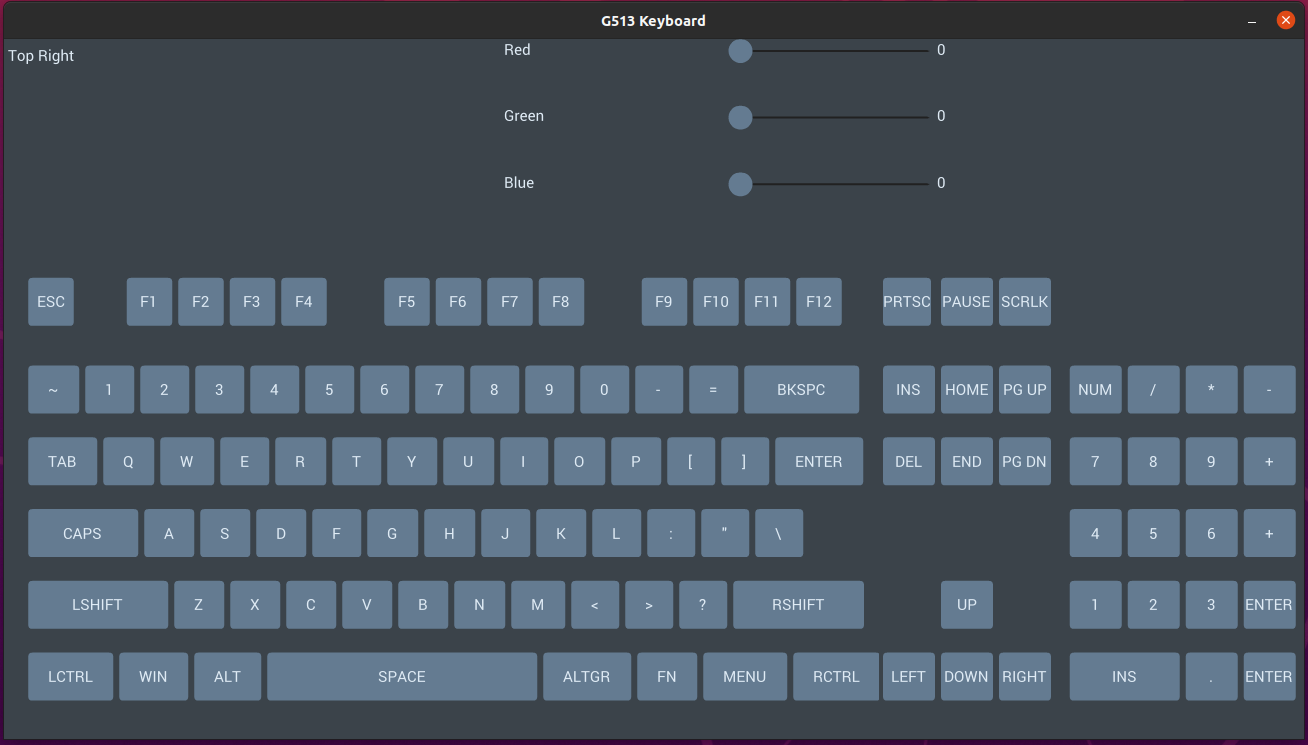 G513 Keyboard
Top Right
Red 0
Green 0
Blue 0
ESC F1 F2 F3 F4 F5 F6 F7 F8 F9 F10 F11 F12 PRTSC PAUSE SCRLK
~ 1 2 3 4 5 6 7 8 9 0 - = BKSPC INS HOME PG UP NUM / * -
TAB Q W E R T Y U I O P [ ] ENTER DEL END PG DN 7 8 9 +
CAPS A S D F G H J K L : " \ 4 5 6 +
LSHIFT Z X C V B N M < > ? RSHIFT UP 1 2 3 ENTER
LCTRL WIN ALT SPACE ALTGR FN MENU RCTRL LEFT DOWN RIGHT INS . ENTER